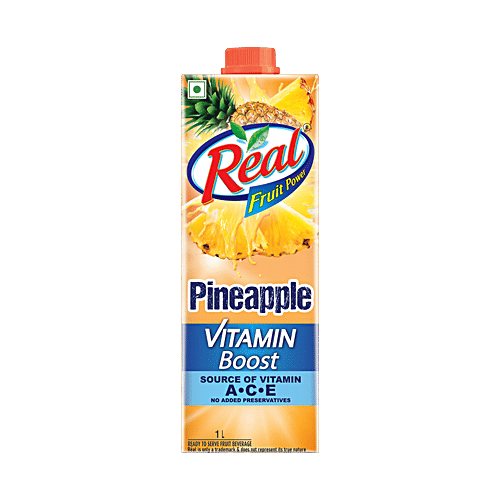 Real
Fruit Power
Pineapple
VITAMIN
Boost
SOURCE OF VITAMIN
A•C•E
NO ADDED PRESERVATIVES
1 L
READY TO SERVE FRUIT BEVERAGE
Real is only a trademark & does not represent its true nature